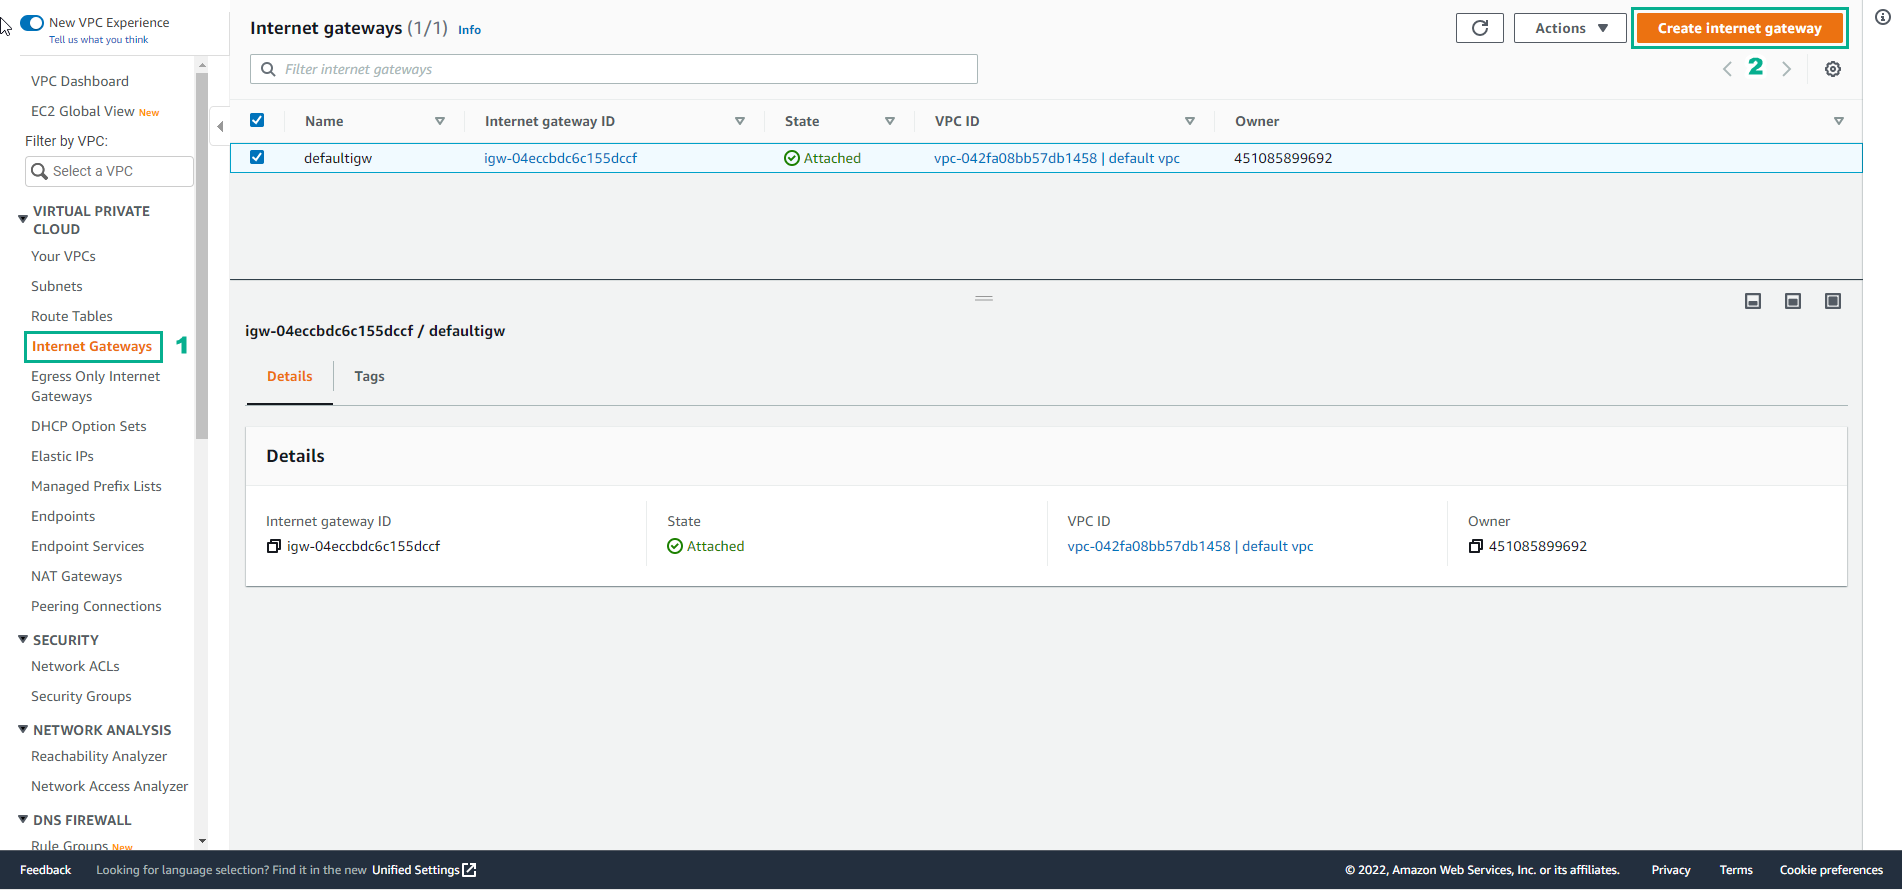 New VPC Experience
Tell us what you think
VPC Dashboard
EC2 Global View New
Filter by VPC:
Select a VPC
VIRTUAL PRIVATE
CLOUD
Your VPCs
Subnets
Route Tables
Internet Gateways 1
Egress Only Internet
Gateways
DHCP Option Sets
Elastic IPs
Managed Prefix Lists
Endpoints
Endpoint Services
NAT Gateways
Peering Connections
SECURITY
Network ACLs
Security Groups
NETWORK ANALYSIS
Reachability Analyzer
Network Access Analyzer
DNS FIREWALL
Rule Groups New
Internet gateways (1/1) Info
Actions
Create internet gateway
Filter internet gateways
2
Name Internet gateway ID State VPC ID Owner
defaultigw igw-04eccbdc6c155dccf Attached vpc-042fa08bb57db1458 | default vpc 451085899692
igw-04eccbdc6c155dccf / defaultigw
Details Tags
Details
Internet gateway ID State VPC ID Owner
igw-04eccbdc6c155dccf Attached vpc-042fa08bb57db1458 | default vpc 451085899692
Feedback Looking for language selection? Find it in the new Unified Settings © 2022, Amazon Web Services, Inc. or its affiliates. Privacy Terms Cookie preferences